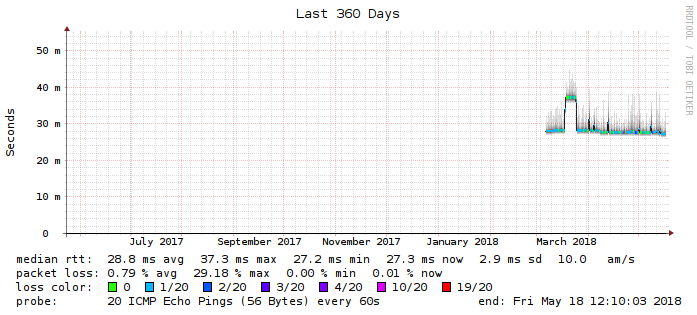 Last 360 Days
RRDTOOL / TOBI OETIKER
Seconds
50 m
40 m
30 m
20 m
10 m
0
July 2017 September 2017 November 2017 January 2018 March 2018
median rtt: 28.8 ms avg 37.3 ms max 27.2 ms min 27.3 ms now 2.9 ms sd 10.0 am/s
packet loss: 0.79 % avg 29.18 % max 0.00 % min 0.01 % now
loss color: 0 1/20 2/20 3/20 4/20 10/20 19/20
probe: 20 ICMP Echo Pings (56 Bytes) every 60s end: Fri May 18 12:10:03 2018